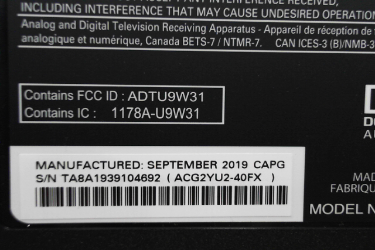 INCLUDING INTERFERENCE THAT MAY CAUSE UNDESIRED OPERATION
Analog and Digital Television Receiving Apparatus - Appareil de réception de
analogique et numérique, Canada BETS-7 / NTMR-7. CAN ICES-3 (B)/NMB-3
Contains FCC ID : ADTU9W31
Contains IC : 1178A-U9W31
MANUFACTURED: SEPTEMBER 2019 CAPG
S/N TA8A1939104692 ( ACG2YU2-40FX )
MAD
FABRIQU
MODEL N